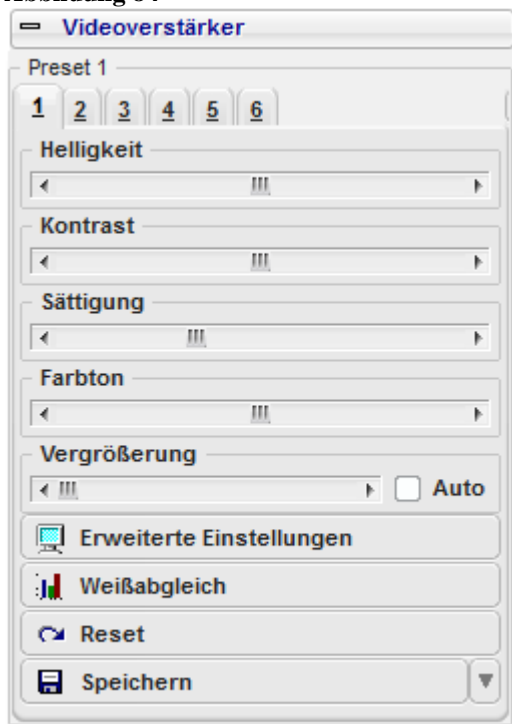 Videoverstärker
Preset 1
1 2 3 4 5 6
Helligkeit
Kontrast
Sättigung
Farbton
Vergrößerung
Auto
Erweiterte Einstellungen
Weißabgleich
Reset
Speichern